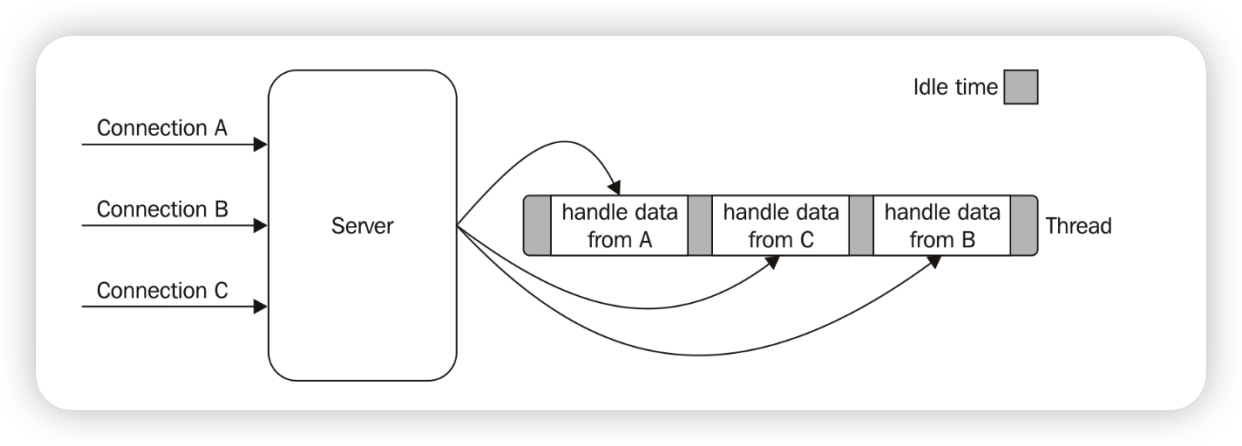 Idle time
Connection A
Connection B
Connection C
Server
handle data
from A
handle data
from C
handle data
from B
Thread